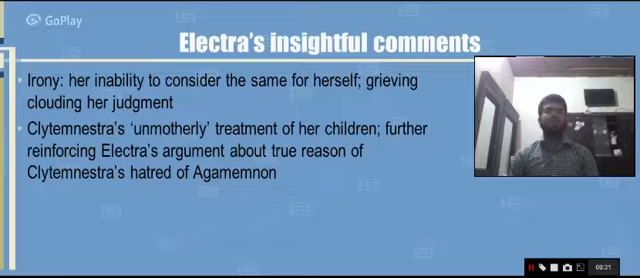 GoPlay
Electra's insightful comments
• Irony: her inability to consider the same for herself; grieving
clouding her judgment
• Clytemnestra's 'unmotherly' treatment of her children; further
reinforcing Electra's argument about true reason of
Clytemnestra's hatred of Agamemnon